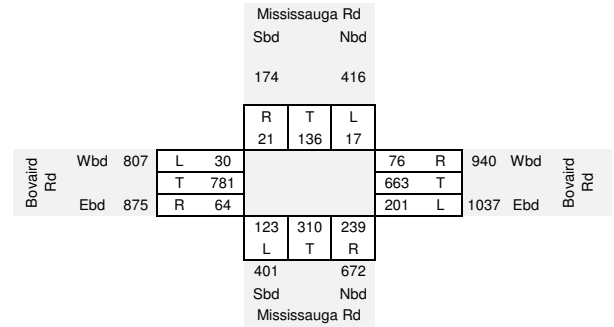 Mississauga Rd
Sbd Nbd
174 416
R T L
21 136 17
Bovaird Rd
Wbd 807 L 30 76 R 940 Wbd
T 781 663 T
Ebd 875 R 64 201 L 1037 Ebd
Bovaird Rd
123 310 239
L T R
401 672
Sbd Nbd
Mississauga Rd